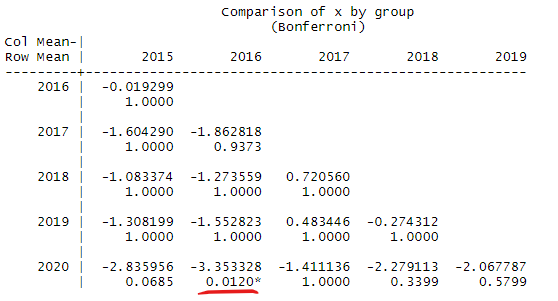 Comparison of x by group
(Bonferroni)
Col Mean-|
Row Mean | 2015 2016 2017 2018 2019
---------+-------------------------------------------------------
2016 | -0.019299
| 1.0000
|
2017 | -1.604290 -1.862818
| 1.0000 0.9373
|
2018 | -1.083374 -1.273559 0.720560
| 1.0000 1.0000 1.0000
|
2019 | -1.308199 -1.552823 0.483446 -0.274312
| 1.0000 1.0000 1.0000 1.0000
|
2020 | -2.835956 -3.353328 -1.411136 -2.279113 -2.067787
| 0.0685 0.0120* 1.0000 0.3399 0.5799